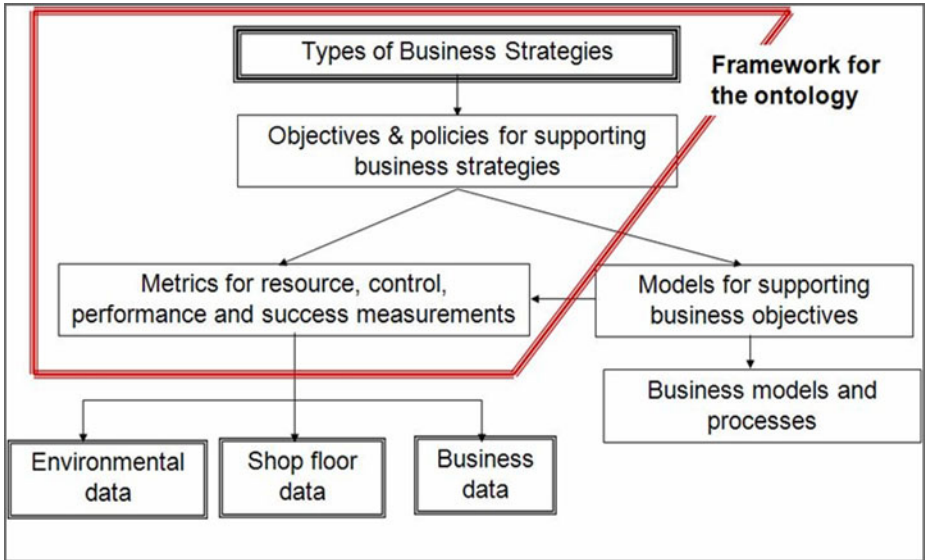 Types of Business Strategies
Framework for
the ontology
Objectives & policies for supporting
business strategies
Metrics for resource, control,
performance and success measurements
Models for supporting
business objectives
Business models and
processes
Environmental
data
Shop floor
data
Business
data